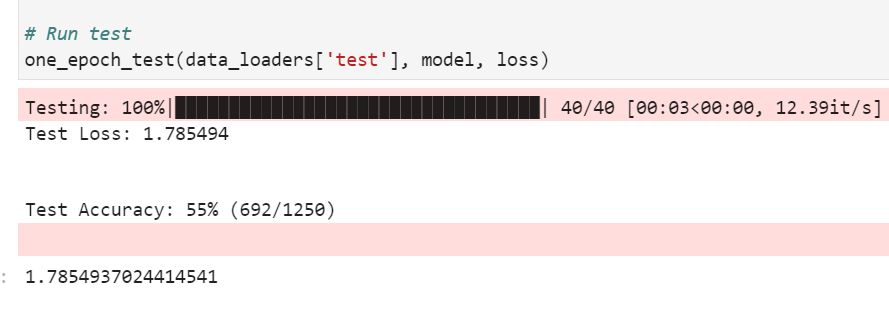 # Run test
one_epoch_test(data_loaders['test'], model, loss)
Testing: 100%|██████████████████████████████████| 40/40 [00:03<00:00, 12.39it/s]
Test Loss: 1.785494
Test Accuracy: 55% (692/1250)
: 1.7854937024414541